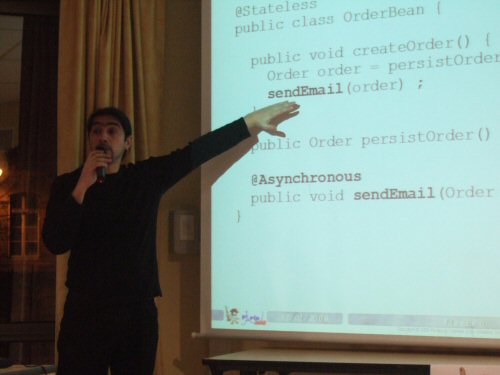 @Stateless
public class OrderBean {
public void createOrder() {
Order order = persistOrder
sendEmail(order) ;
}
public Order persistOrder()
@Asynchronous
public void sendEmail(Order
}